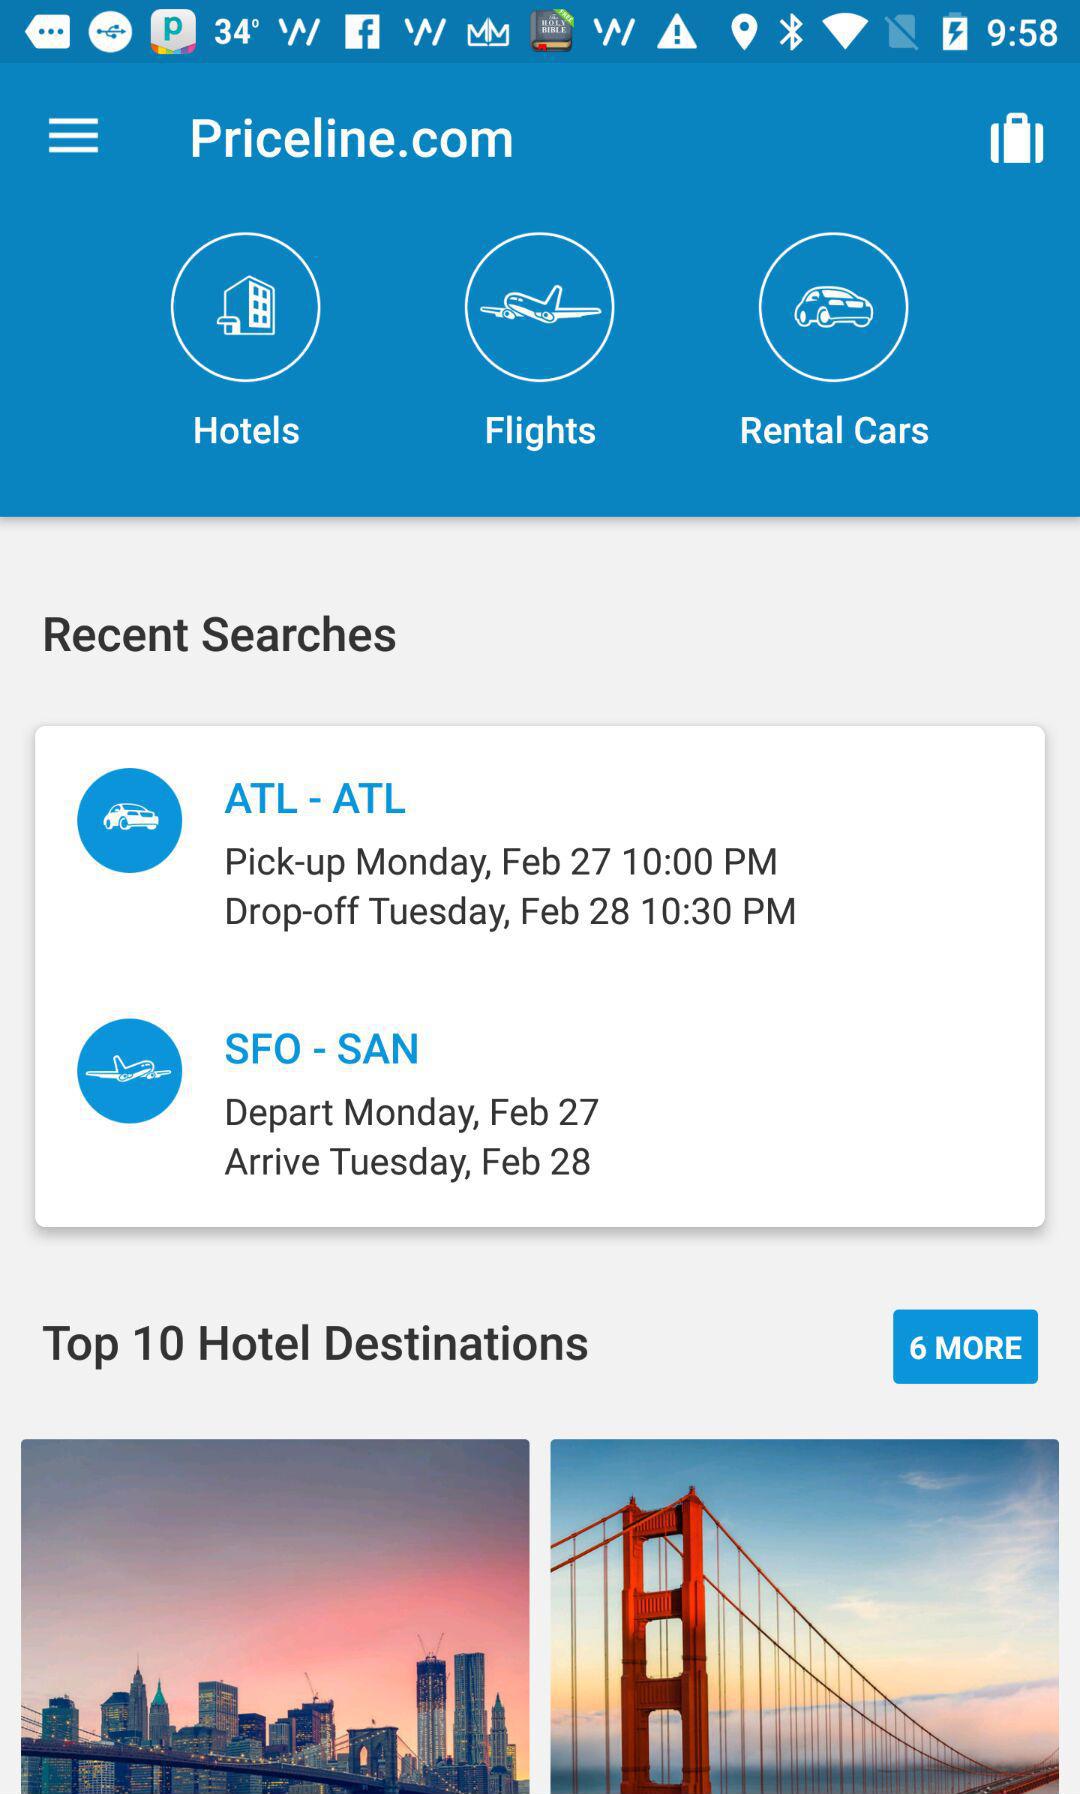 34° 9:58
Priceline.com
Hotels Flights Rental Cars
Recent Searches
ATL - ATL
Pick-up Monday, Feb 27 10:00 PM
Drop-off Tuesday, Feb 28 10:30 PM
SFO - SAN
Depart Monday, Feb 27
Arrive Tuesday, Feb 28
Top 10 Hotel Destinations
6 MORE